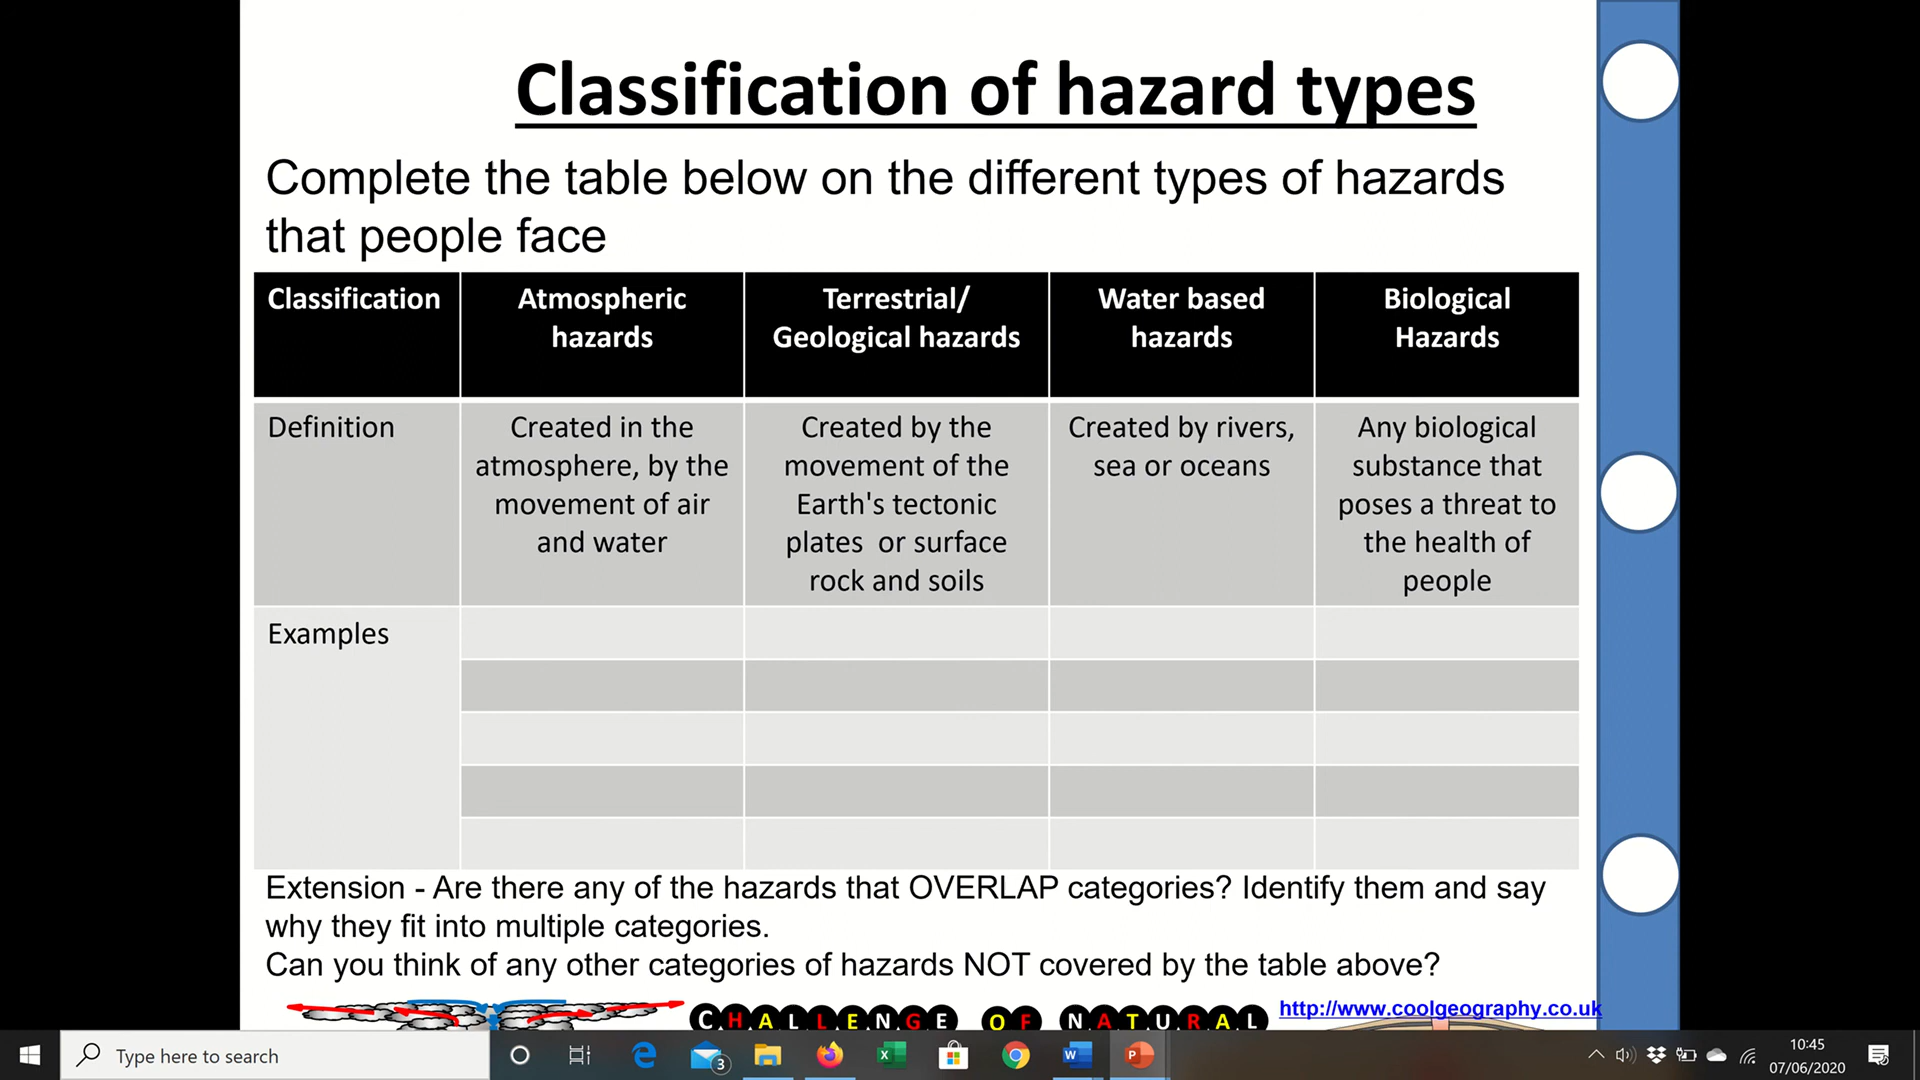 Classification of hazard types
Complete the table below on the different types of hazards
that people face
Classification
Atmospheric
hazards
Terrestrial/
Geological hazards
Water based
hazards
Biological
Hazards
Definition
Created in the
atmosphere, by the
movement of air
and water
Created by the
movement of the
Earth's tectonic
plates  or surface
rock and soils
Created by rivers,
sea or oceans
Any biological
substance that
poses a threat to
the health of
people
Examples
Extension - Are there any of the hazards that OVERLAP categories? Identify them and say
why they fit into multiple categories.
Can you think of any other categories of hazards NOT covered by the table above?
CHALLENGE OF NATURAL
http://www.coolgeography.co.uk
Type here to search
3
10:45
07/06/2020